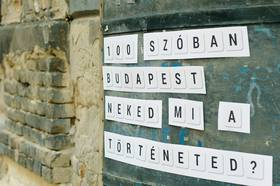 100 SZÓBAN
BUDAPEST
NEKED MI A
TÖRTÉNETED?